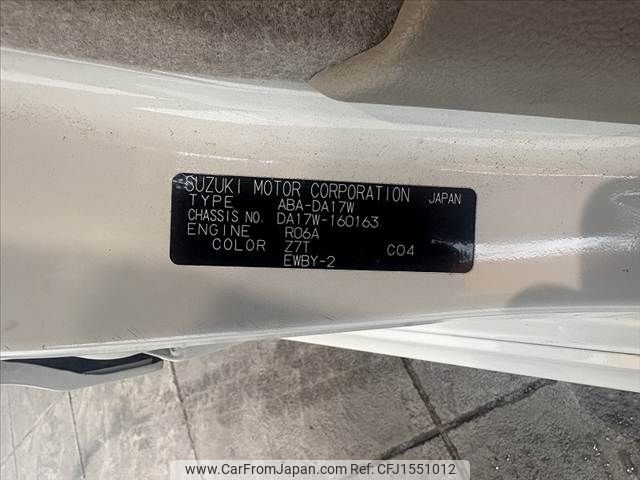 SUZUKI MOTOR CORPORATION JAPAN
TYPE ABA-DA17W
CHASSIS NO. DA17W-160163
ENGINE R06A
COLOR Z7T C04
EWBY-2
www.CarFromJapan.com Ref No: CFJ1551012